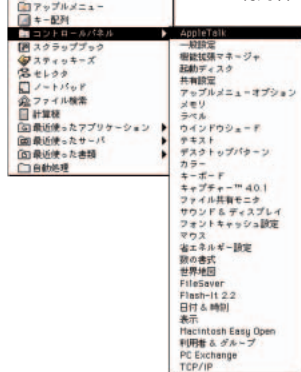 アップルメニュー
キー配列
コントロールパネル
スクラップブック
スティッキーズ
セレクタ
ノートパッド
ファイル検索
計算機
最近使ったアプリケーション
最近使ったサーバ
最近使った書類
自動処理
AppleTalk
一般設定
機能拡張マネージャ
起動ディスク
共有設定
アップルメニューオプション
メモリ
ラベル
ウインドウシェード
テキスト
デスクトップパターン
カラー
キーボード
キャプチャー™ 4.0.1
ファイル共有モニタ
サウンド & ディスプレイ
フォントキャッシュ設定
マウス
省エネルギー設定
数の書式
世界地図
FileSaver
Flash-It 2.2
日付 & 時刻
表示
Macintosh Easy Open
利用者 & グループ
PC Exchange
TCP/IP